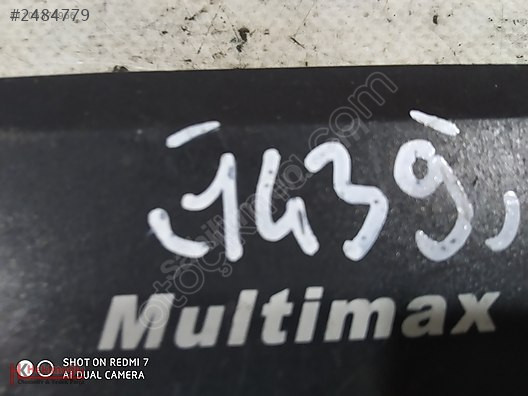 #2484779
1439
Multimax
SHOT ON REDMI 7
AI DUAL CAMERA